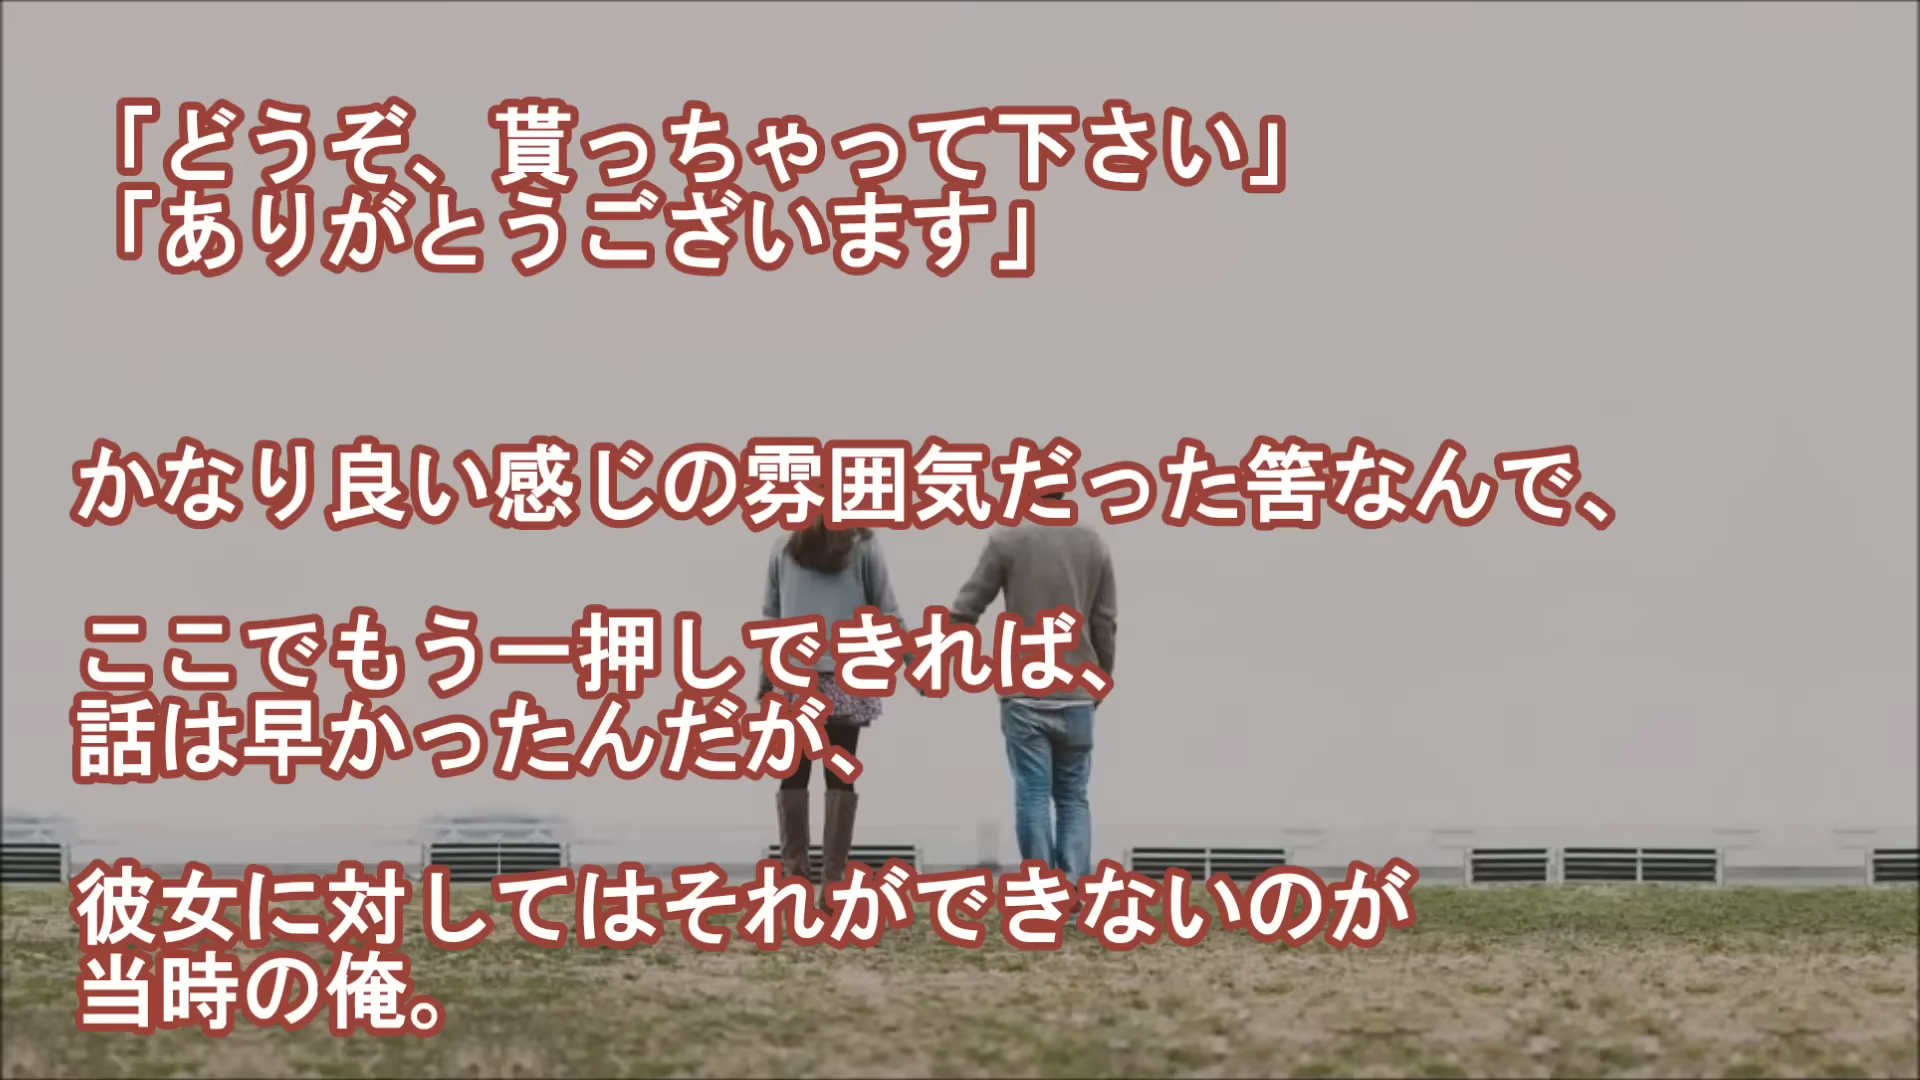 「どうぞ、貰っちゃって下さい」
「ありがとうございます」
かなり良い感じの雰囲気だった筈なんで、
ここでもう一押しできれば、
話は早かったんだが、
彼女に対してはそれができないのが
当時の俺。